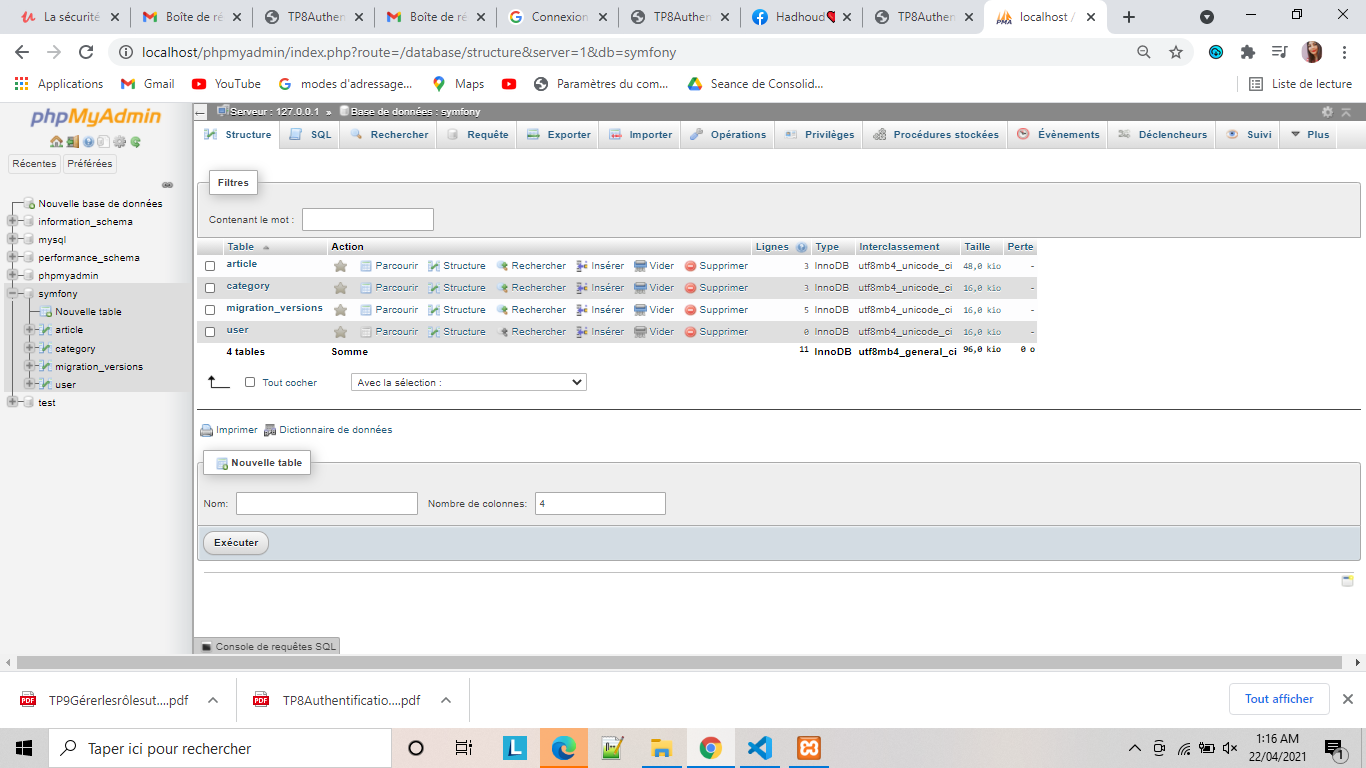 La sécurité
Boîte de ré
TP8Authen
Boîte de ré
Connexion
TP8Authen
Hadhoud
TP8Authen
localhost /
localhost/phpmyadmin/index.php?route=/database/structure&server=1&db=symfony
Applications
Gmail
YouTube
modes d'adressage...
Maps
Paramètres du com...
Seance de Consolid...
Liste de lecture
phpMyAdmin
Récentes Préférées
Nouvelle base de données
information_schema
mysql
performance_schema
phpmyadmin
symfony
Nouvelle table
article
category
migration_versions
user
test
Serveur : 127.0.0.1 » Base de données : symfony
Structure SQL Rechercher Requête Exporter Importer Opérations Privilèges Procédures stockées Évènements Déclencheurs Suivi Plus
Filtres
Contenant le mot :
Table Action Lignes Type Interclassement Taille Perte
article Parcourir Structure Rechercher Insérer Vider Supprimer 3 InnoDB utf8mb4_unicode_ci 48,0 kio -
category Parcourir Structure Rechercher Insérer Vider Supprimer 3 InnoDB utf8mb4_unicode_ci 16,0 kio -
migration_versions Parcourir Structure Rechercher Insérer Vider Supprimer 5 InnoDB utf8mb4_unicode_ci 16,0 kio -
user Parcourir Structure Rechercher Insérer Vider Supprimer 0 InnoDB utf8mb4_unicode_ci 16,0 kio -
4 tables Somme 11 InnoDB utf8mb4_general_ci 96,0 kio 0 o
Tout cocher Avec la sélection :
Imprimer Dictionnaire de données
Nouvelle table
Nom: Nombre de colonnes: 4
Exécuter
Console de requêtes SQL
TP9Gérerlesrôlesut....pdf
TP8Authentificatio....pdf
Tout afficher
Taper ici pour rechercher
1:16 AM
22/04/2021